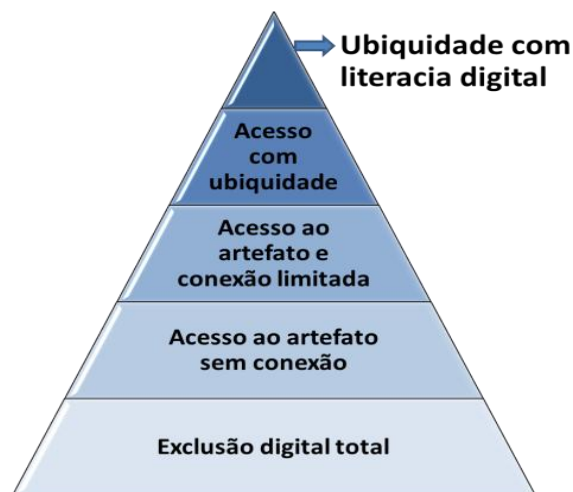 Ubiquidade com
literacia digital
Acesso
com
ubiquidade
Acesso ao
artefato e
conexão limitada
Acesso ao artefato
sem conexão
Exclusão digital total